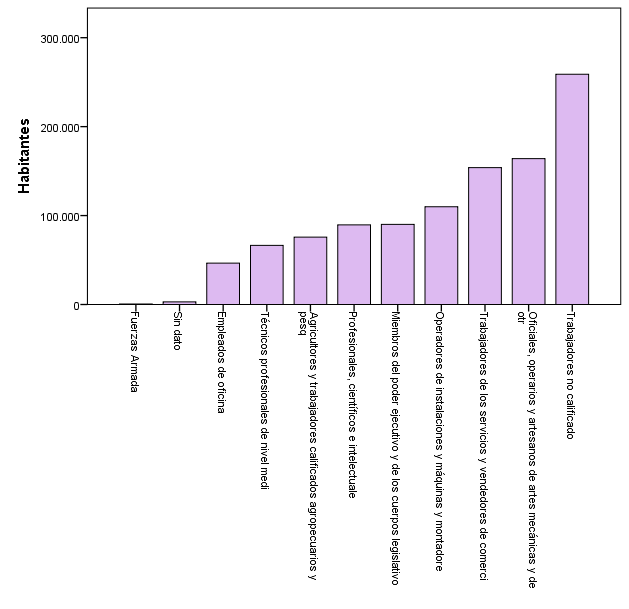 300.000
200.000
100.000
0
Habitantes
Fuerzas Armada
Sin dato
Empleados de oficina
Técnicos profesionales de nivel medi
Agricultores y trabajadores calificados agropecuarios y
pesq
Profesionales, científicos e intelectuale
Miembros del poder ejecutivo y de los cuerpos legislativo
Operadores de instalaciones y máquinas y montadore
Trabajadores de los servicios y vendedores de comerci
Oficiales, operarios y artesanos de artes mecánicas y de
otr
Trabajadores no calificado